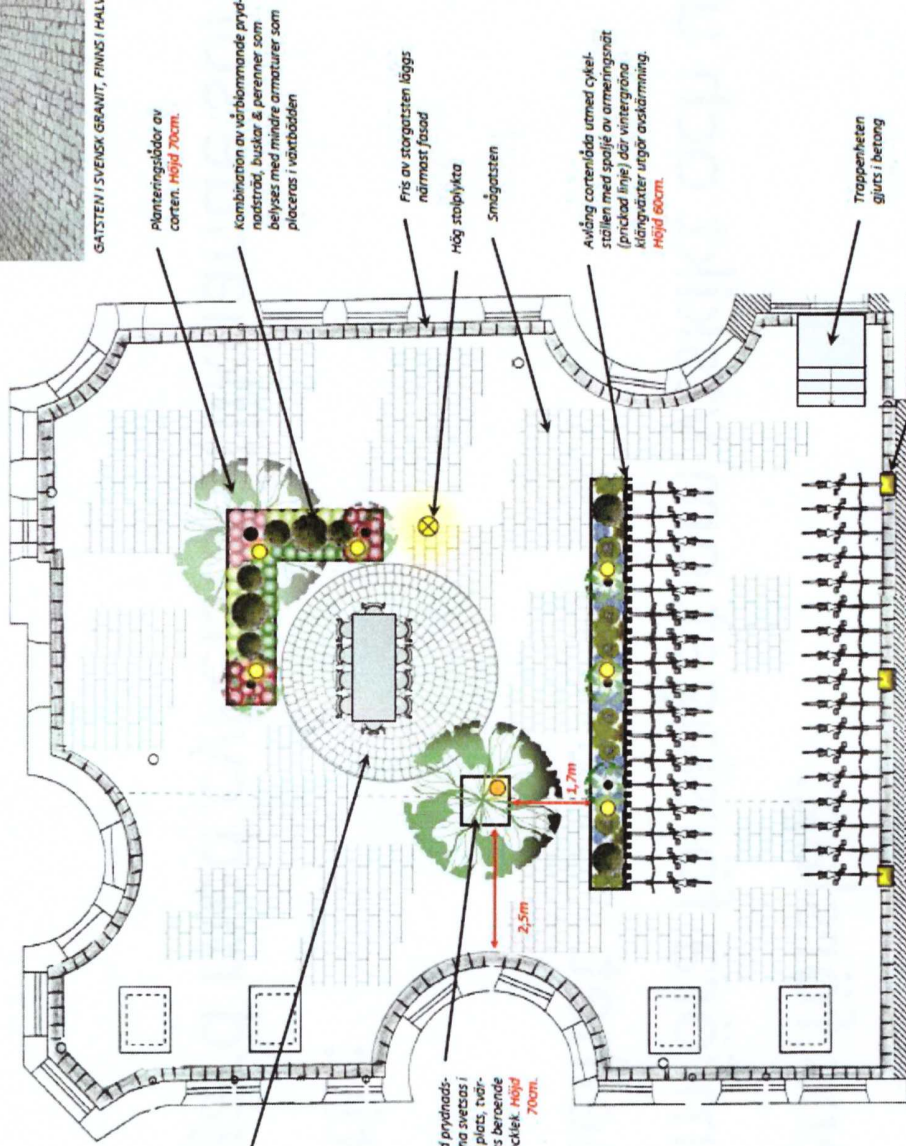 GATSTEN I SVENSK GRANIT, FINNS I HALV
Planteringslådor av
corten. Höjd 70cm.
Kombination av vårblommande pryd-
nadsträd, buskar & perenner som
belyses med mindre armaturer som
placeras i växtbädden
Fris av storgatsten läggs
närmast fasad
Hög stolplykta
Smågatsten
Avlång cortenlåda utmed cykel-
ställen med spaljé av armeringsnät
(prickad linje) där vintergröna
klängväxter utgör avskärmning.
Höjd 60cm.
Trappenheten
gjuts i betong
1,7m
2,5m
d prydnads-
na svetsas i
plats, tvär-
s beroende
ocklek. Höjd
70cm.